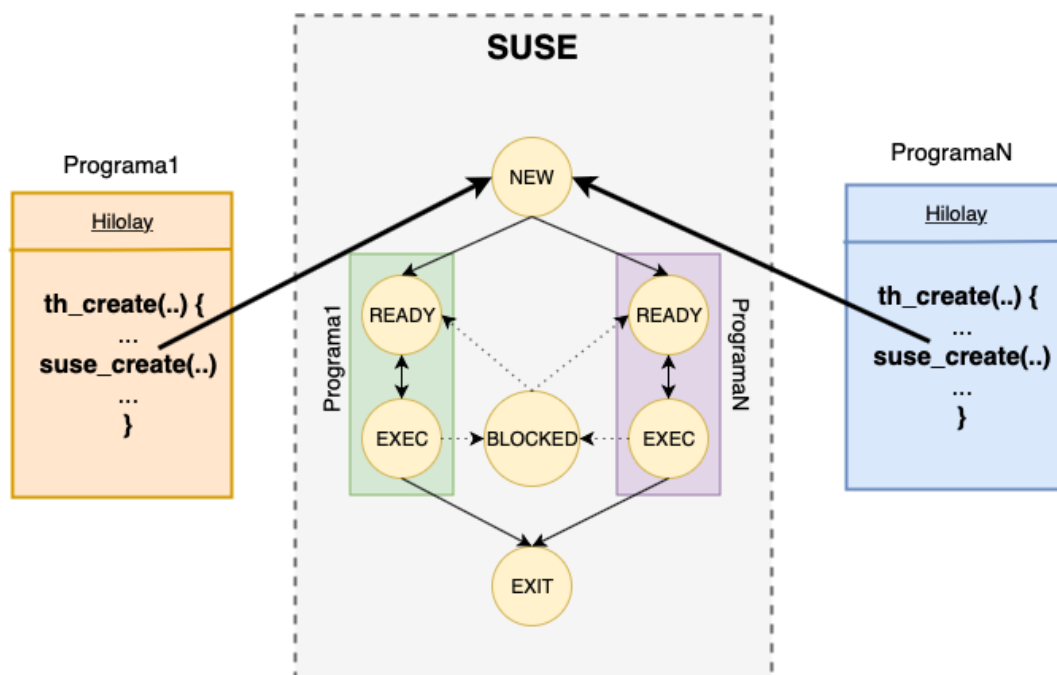 SUSE
Programa1
Hilolay
th_create(..) {
...
suse_create(..)
...
}
NEW
READY
READY
Programa1
ProgramaN
EXEC
BLOCKED
EXEC
EXIT
ProgramaN
Hilolay
th_create(..) {
...
suse_create(..)
...
}